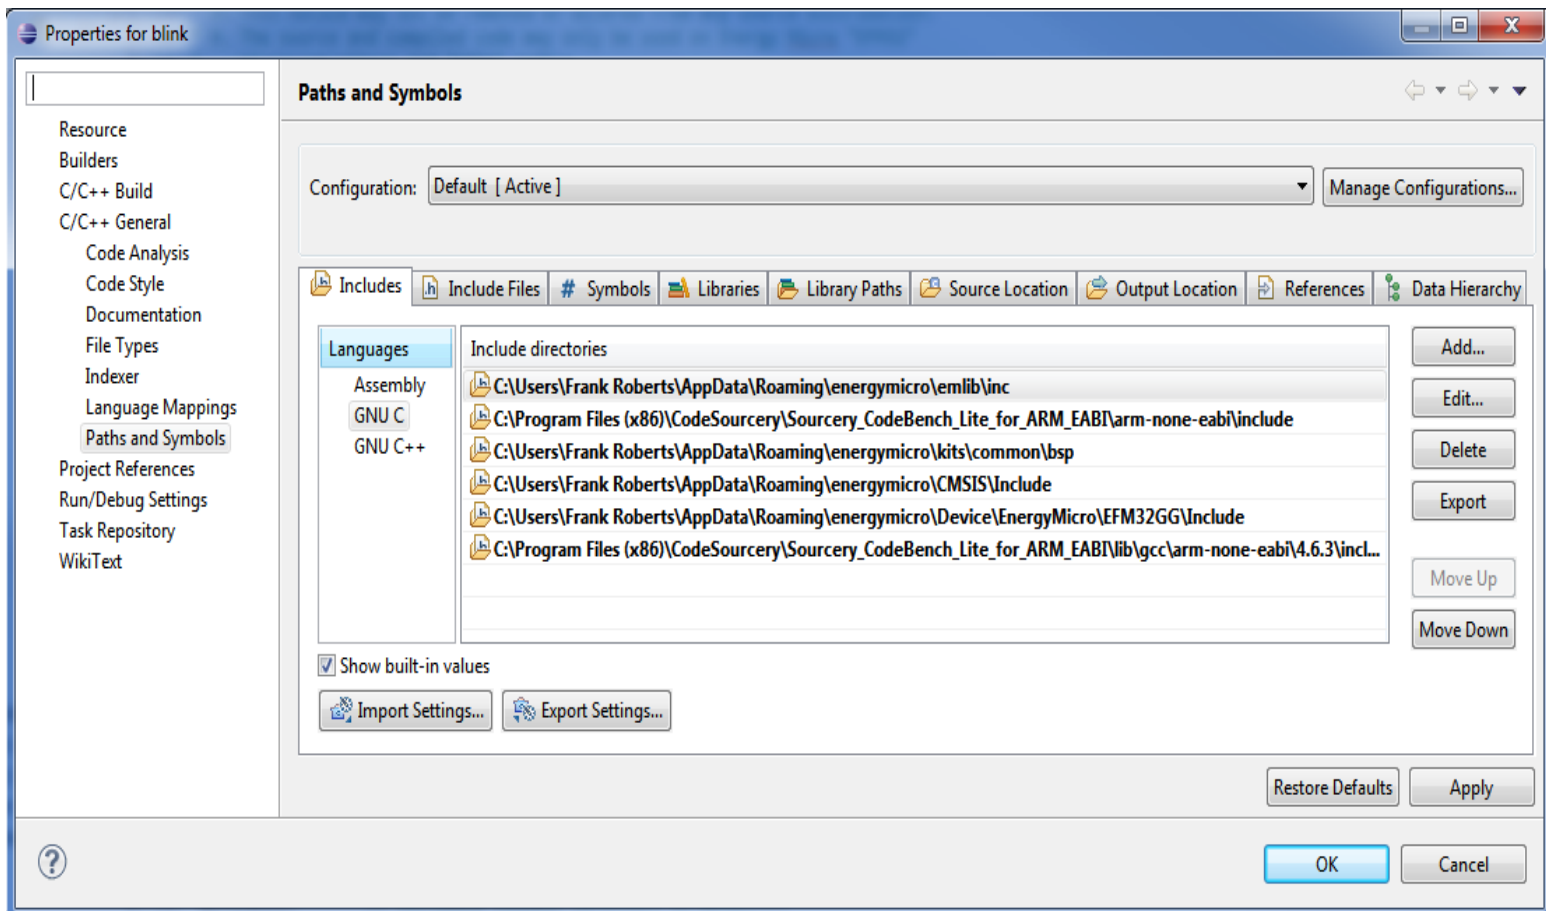 Properties for blink
Paths and Symbols
Resource
Builders
C/C++ Build
C/C++ General
Code Analysis
Code Style
Documentation
File Types
Indexer
Language Mappings
Paths and Symbols
Project References
Run/Debug Settings
Task Repository
WikiText
Configuration: Default [ Active ] Manage Configurations...
Includes Include Files # Symbols Libraries Library Paths Source Location Output Location References Data Hierarchy
Languages
Assembly
GNU C
GNU C++
Include directories
C:\Users\Frank Roberts\AppData\Roaming\energymicro\emlib\inc
C:\Program Files (x86)\CodeSourcery\Sourcery_CodeBench_Lite_for_ARM_EABI\arm-none-eabi\include
C:\Users\Frank Roberts\AppData\Roaming\energymicro\kits\common\bsp
C:\Users\Frank Roberts\AppData\Roaming\energymicro\CMSIS\Include
C:\Users\Frank Roberts\AppData\Roaming\energymicro\Device\EnergyMicro\EFM32GG\Include
C:\Program Files (x86)\CodeSourcery\Sourcery_CodeBench_Lite_for_ARM_EABI\lib\gcc\arm-none-eabi\4.6.3\incl...
Add...
Edit...
Delete
Export
Move Up
Move Down
Show built-in values
Import Settings... Export Settings...
Restore Defaults Apply
OK Cancel